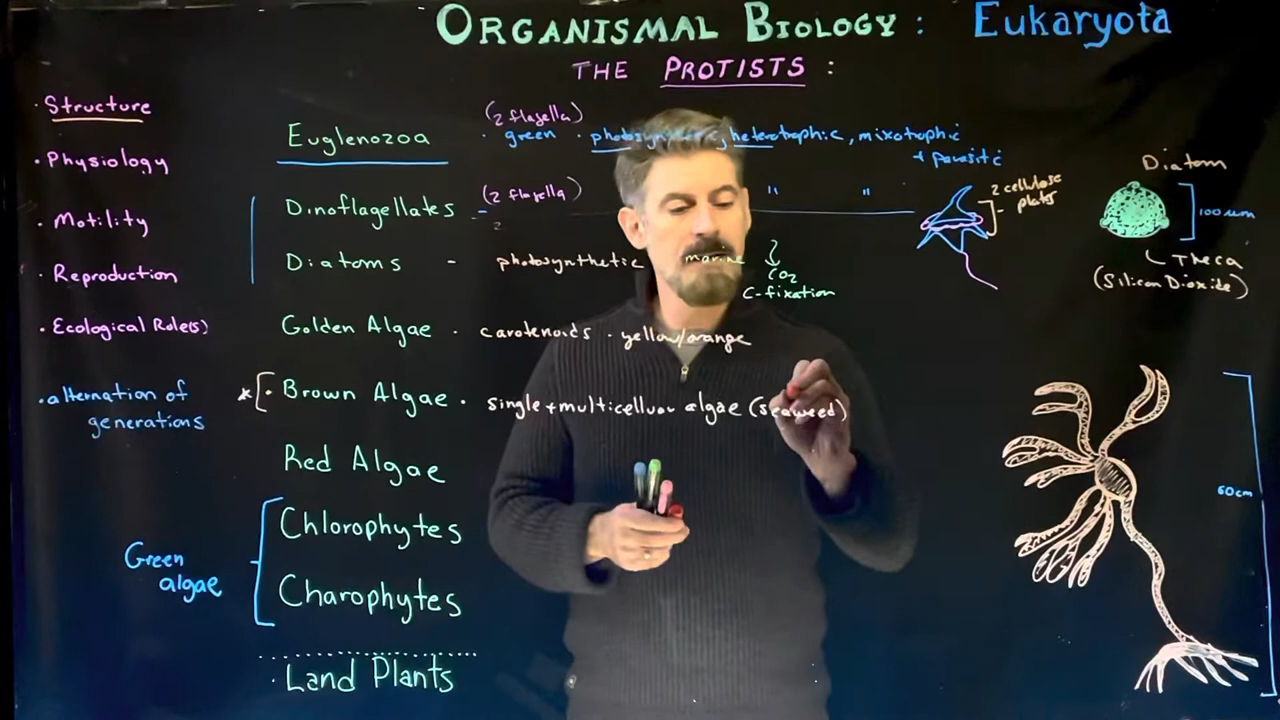 ORGANISMAL BIOLOGY : Eukaryota
THE PROTISTS :
· Structure
· Physiology
· Motility
· Reproduction
· Ecological Role(s)
· alternation of
generations
Green
algae
Euglenozoa
(2 flagella)
· green · photosynthetic, heterotrophic, mixotrophic
+ parasitic
Dinoflagellates
(2 flagella)
" "
2 cellulose
plates
Diatoms - photosynthetic marine
CO2
C-fixation
Diatom
100 um
Theca
(Silicon Dioxide)
Golden Algae · carotenoids · yellow/orange
* Brown Algae · single + multicelluar algae (seaweed)
60cm
Red Algae
Chlorophytes
Charophytes
· Land Plants